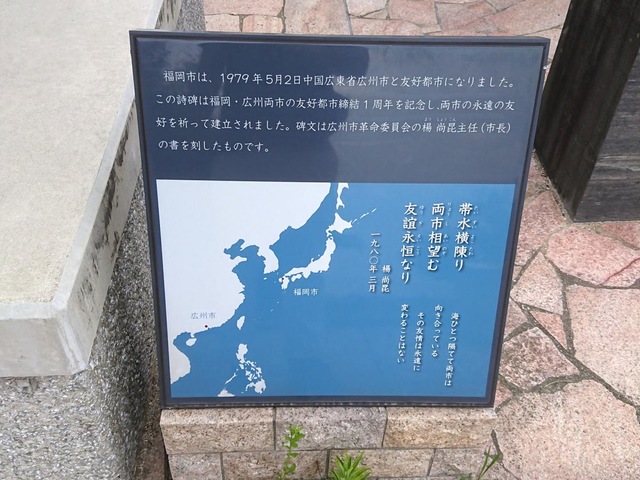 福岡市は、1979年5月2日中国広東省広州市と友好都市になりました。
この詩碑は福岡・広州両市の友好都市締結1周年を記念し、両市の永遠の友
好を祈って建立されました。碑文は広州市革命委員会の楊尚昆主任(市長)
の書を刻したものです。
帯水横陳り
両市相望む
友誼永恒なり
一九八〇年三月
楊尚昆
海ひとつ隔てて両市は
向き合っている
その友情は永遠に
変わることはない
福岡市
広州市